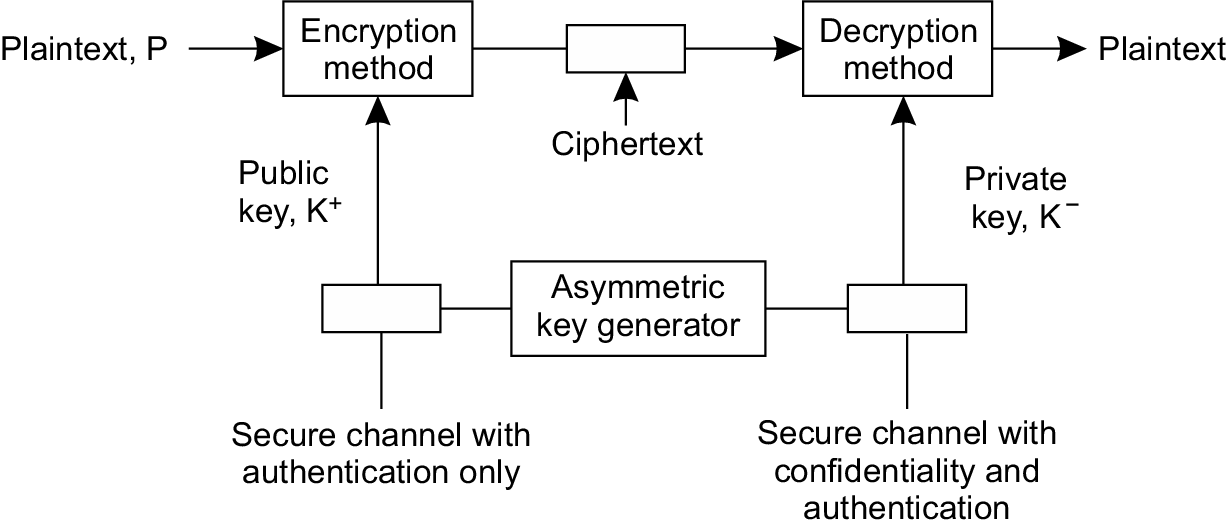 Plaintext, P
Encryption
method
Decryption
method
Plaintext
Ciphertext
Public
key, K⁺
Private
key, K⁻
Asymmetric
key generator
Secure channel with
authentication only
Secure channel with
confidentiality and
authentication